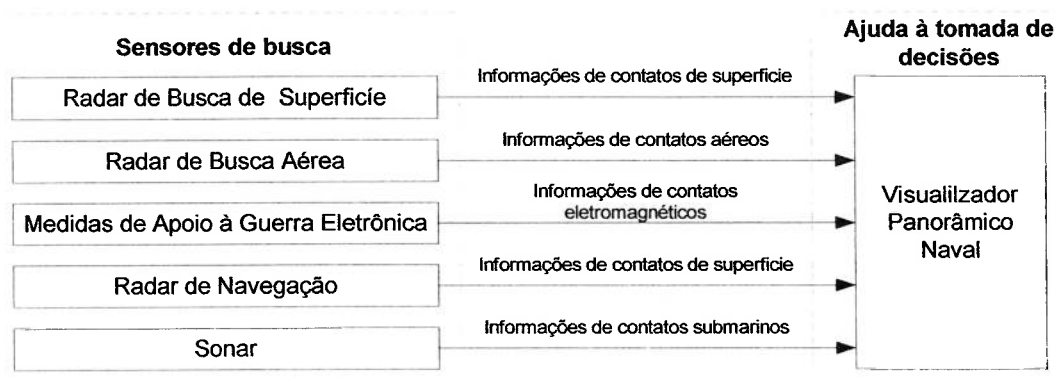 Sensores de busca
Ajuda à tomada de
decisões
Radar de Busca de Superfície
Informações de contatos de superficie
Radar de Busca Aérea
Informações de contatos aéreos
Medidas de Apoio à Guerra Eletrônica
Informações de contatos
eletromagnéticos
Radar de Navegação
Informações de contatos de superficie
Sonar
Informações de contatos submarinos
Visualilzador
Panorâmico
Naval